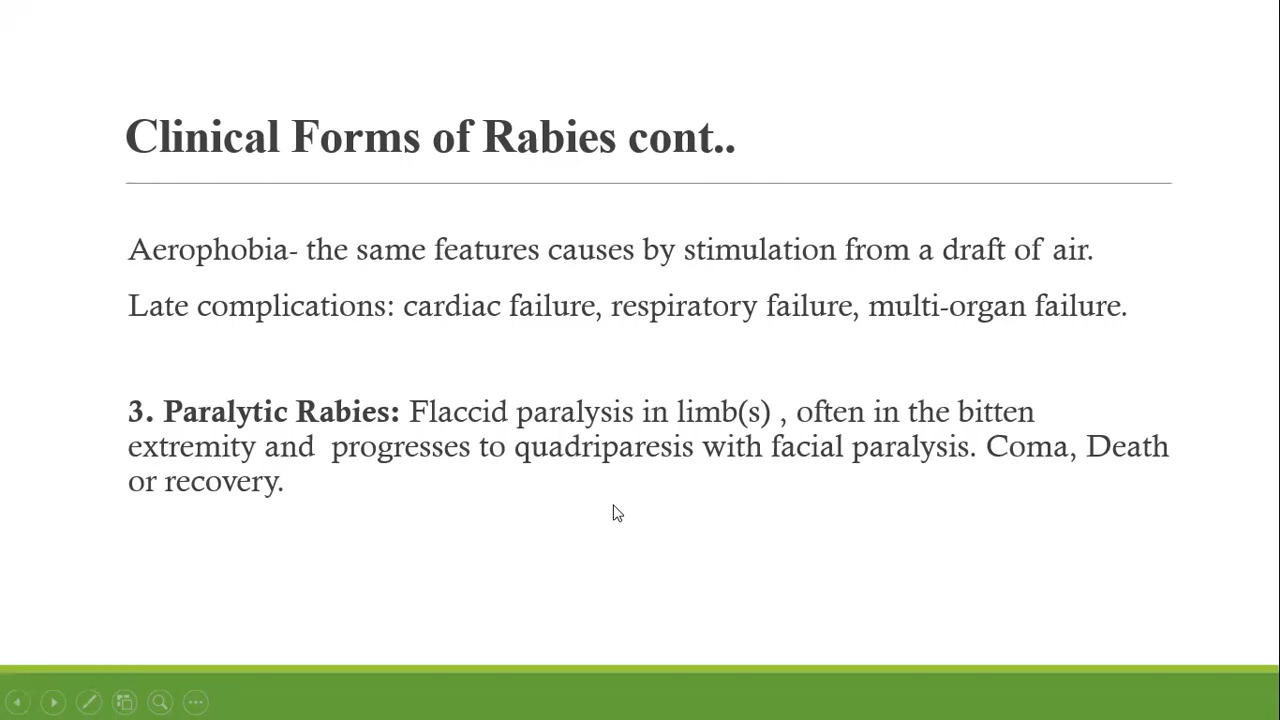 Clinical Forms of Rabies cont..
Aerophobia- the same features causes by stimulation from a draft of air.
Late complications: cardiac failure, respiratory failure, multi-organ failure.
3. Paralytic Rabies: Flaccid paralysis in limb(s) , often in the bitten
extremity and  progresses to quadriparesis with facial paralysis. Coma, Death
or recovery.